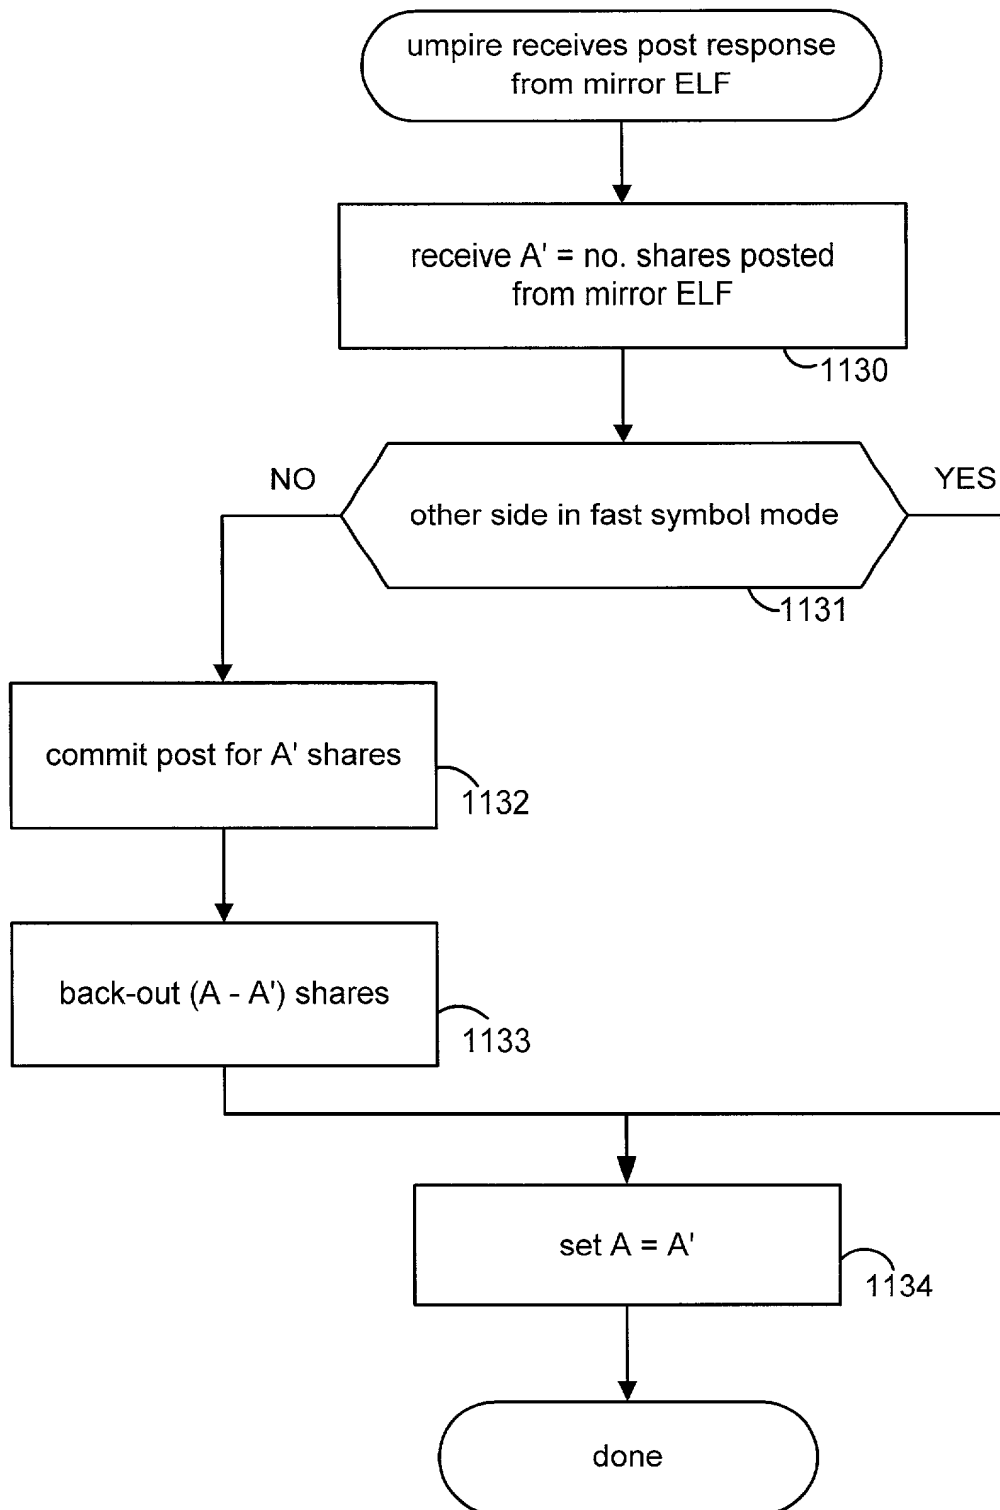 umpire receives post response
from mirror ELF
receive A' = no. shares posted
from mirror ELF
1130
NO
YES
other side in fast symbol mode
1131
commit post for A' shares
1132
back-out (A - A') shares
1133
set A = A'
1134
done